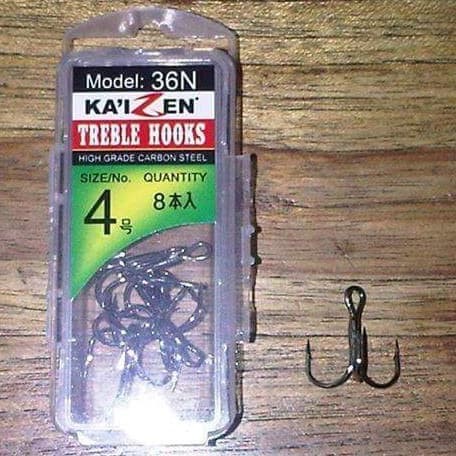 Model: 36N
KA'IZEN®
TREBLE HOOKS
HIGH GRADE CARBON STEEL
SIZE/No. QUANTITY
4号 8本入